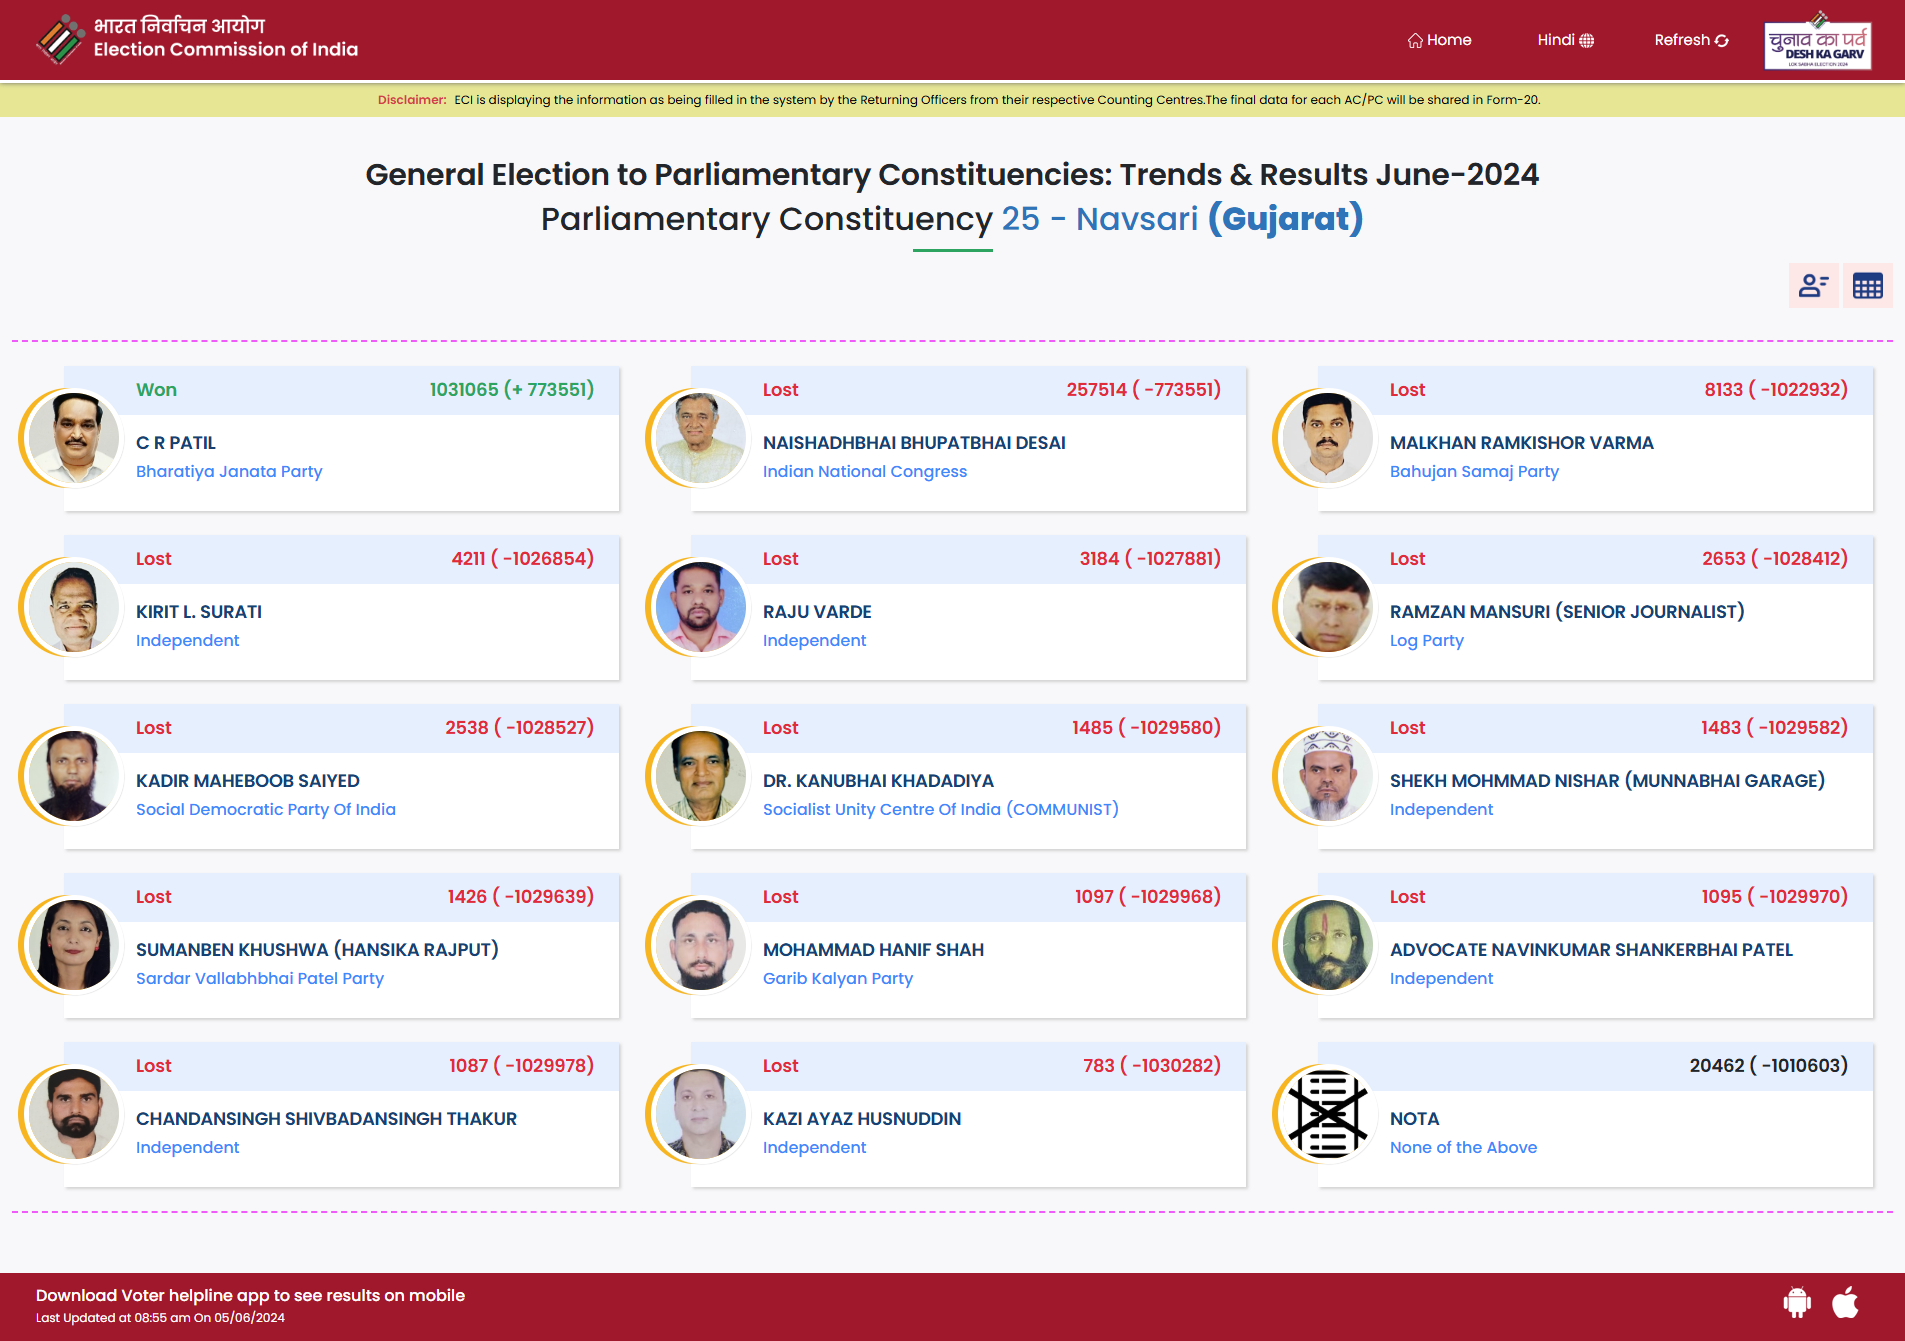 भारत निर्वाचन आयोग
Election Commission of India
Home
Hindi
Refresh
चुनाव का पर्व
DESH KA GARV
LOK SABHA ELECTION 2024
Disclaimer: ECI is displaying the information as being filled in the system by the Returning Officers from their respective Counting Centres.The final data for each AC/PC will be shared in Form-20.
General Election to Parliamentary Constituencies: Trends & Results June-2024
Parliamentary Constituency 25 - Navsari (Gujarat)
Won 1031065 (+ 773551)
C R PATIL
Bharatiya Janata Party
Lost 257514 ( -773551)
NAISHADHBHAI BHUPATBHAI DESAI
Indian National Congress
Lost 8133 ( -1022932)
MALKHAN RAMKISHOR VARMA
Bahujan Samaj Party
Lost 4211 ( -1026854)
KIRIT L. SURATI
Independent
Lost 3184 ( -1027881)
RAJU VARDE
Independent
Lost 2653 ( -1028412)
RAMZAN MANSURI (SENIOR JOURNALIST)
Log Party
Lost 2538 ( -1028527)
KADIR MAHEBOOB SAIYED
Social Democratic Party Of India
Lost 1485 ( -1029580)
DR. KANUBHAI KHADADIYA
Socialist Unity Centre Of India (COMMUNIST)
Lost 1483 ( -1029582)
SHEKH MOHMMAD NISHAR (MUNNABHAI GARAGE)
Independent
Lost 1426 ( -1029639)
SUMANBEN KHUSHWA (HANSIKA RAJPUT)
Sardar Vallabhbhai Patel Party
Lost 1097 ( -1029968)
MOHAMMAD HANIF SHAH
Garib Kalyan Party
Lost 1095 ( -1029970)
ADVOCATE NAVINKUMAR SHANKERBHAI PATEL
Independent
Lost 1087 ( -1029978)
CHANDANSINGH SHIVBADANSINGH THAKUR
Independent
Lost 783 ( -1030282)
KAZI AYAZ HUSNUDDIN
Independent
20462 ( -1010603)
NOTA
None of the Above
Download Voter helpline app to see results on mobile
Last Updated at 08:55 am On 05/06/2024